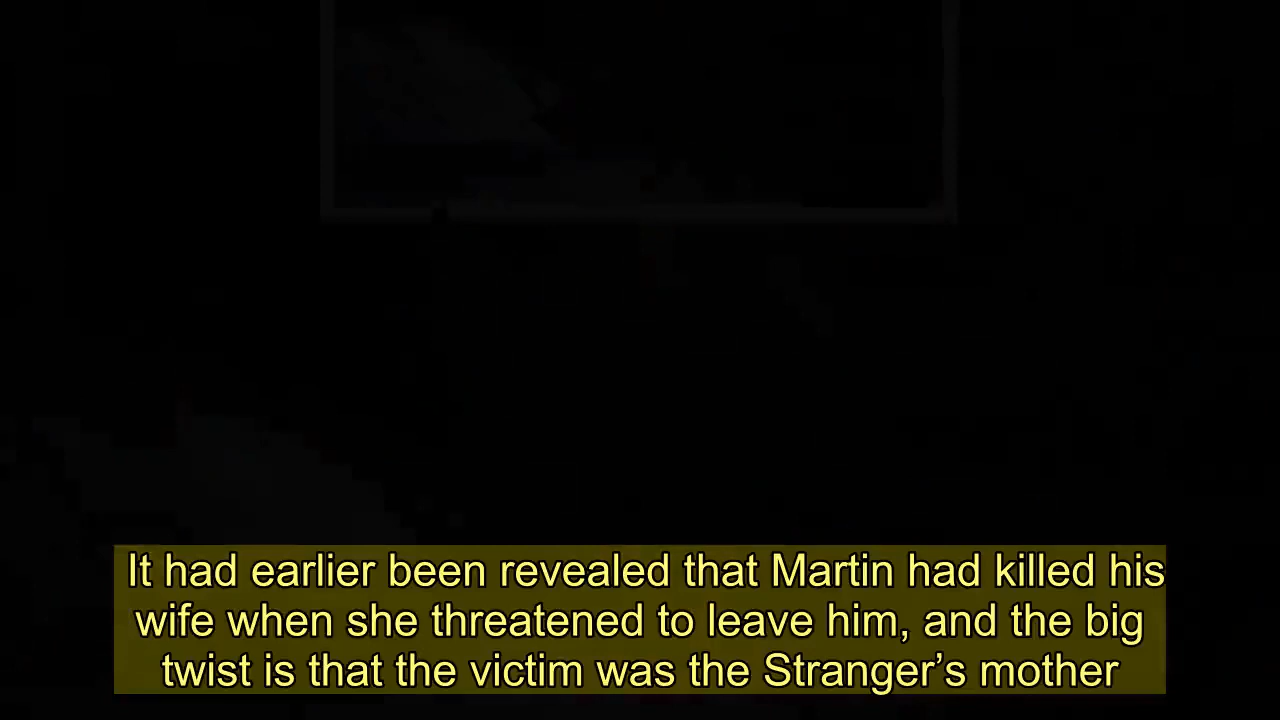 It had earlier been revealed that Martin had killed his
wife when she threatened to leave him, and the big
twist is that the victim was the Stranger’s mother